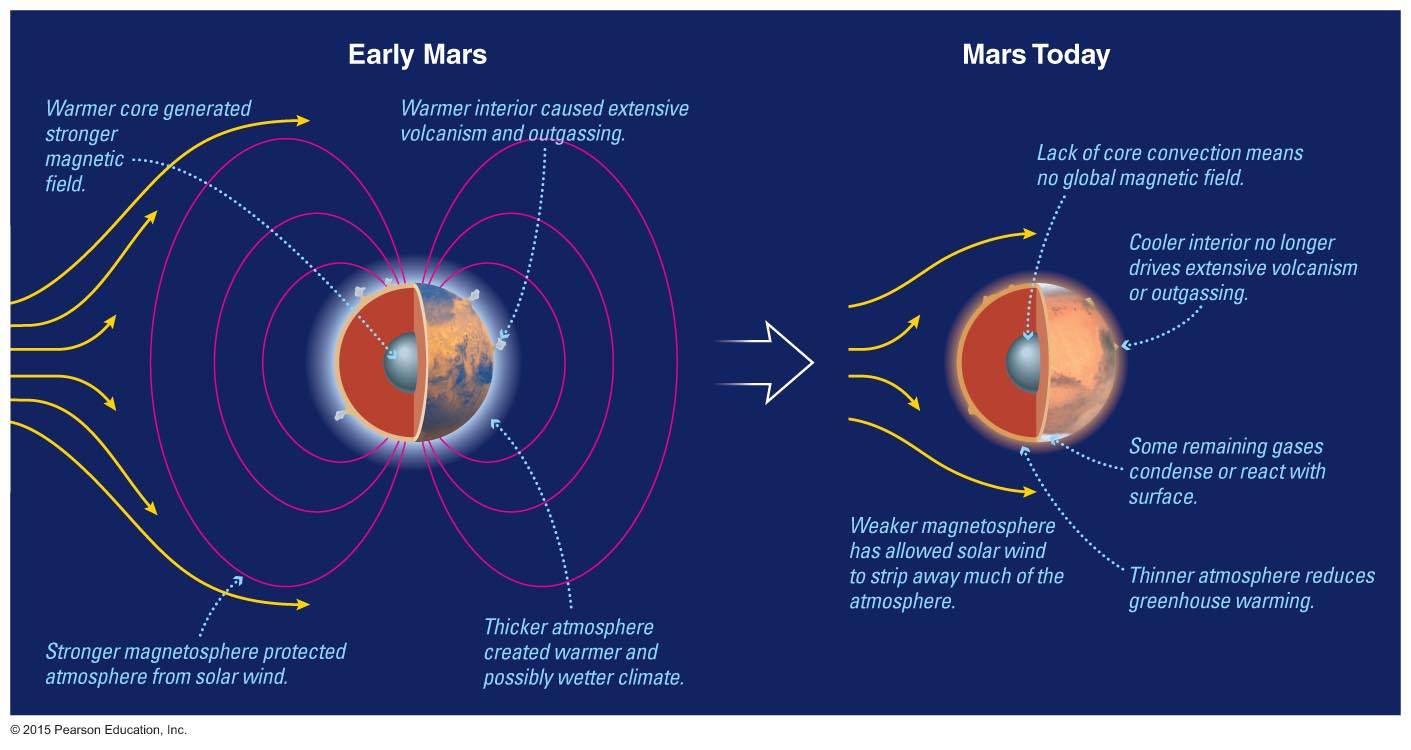 Early Mars
Warmer core generated
stronger
magnetic
field.
Warmer interior caused extensive
volcanism and outgassing.
Stronger magnetosphere protected
atmosphere from solar wind.
Thicker atmosphere
created warmer and
possibly wetter climate.
Mars Today
Lack of core convection means
no global magnetic field.
Cooler interior no longer
drives extensive volcanism
or outgassing.
Some remaining gases
condense or react with
surface.
Weaker magnetosphere
has allowed solar wind
to strip away much of the
atmosphere.
Thinner atmosphere reduces
greenhouse warming.
© 2015 Pearson Education, Inc.